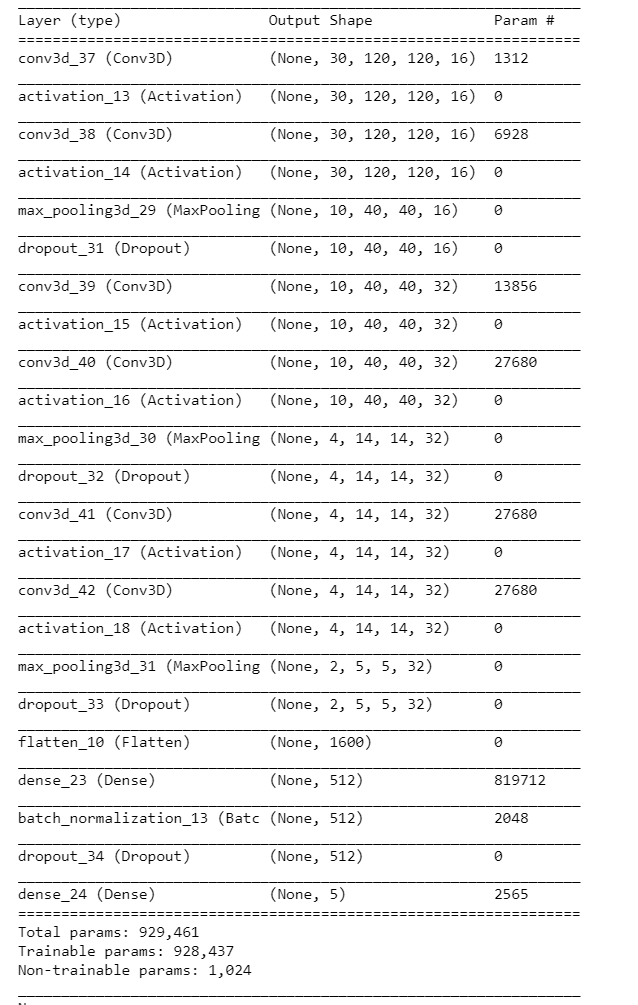 Layer (type) Output Shape Param #
=================================================================
conv3d_37 (Conv3D) (None, 30, 120, 120, 16) 1312
activation_13 (Activation) (None, 30, 120, 120, 16) 0
conv3d_38 (Conv3D) (None, 30, 120, 120, 16) 6928
activation_14 (Activation) (None, 30, 120, 120, 16) 0
max_pooling3d_29 (MaxPooling (None, 10, 40, 40, 16) 0
dropout_31 (Dropout) (None, 10, 40, 40, 16) 0
conv3d_39 (Conv3D) (None, 10, 40, 40, 32) 13856
activation_15 (Activation) (None, 10, 40, 40, 32) 0
conv3d_40 (Conv3D) (None, 10, 40, 40, 32) 27680
activation_16 (Activation) (None, 10, 40, 40, 32) 0
max_pooling3d_30 (MaxPooling (None, 4, 14, 14, 32) 0
dropout_32 (Dropout) (None, 4, 14, 14, 32) 0
conv3d_41 (Conv3D) (None, 4, 14, 14, 32) 27680
activation_17 (Activation) (None, 4, 14, 14, 32) 0
conv3d_42 (Conv3D) (None, 4, 14, 14, 32) 27680
activation_18 (Activation) (None, 4, 14, 14, 32) 0
max_pooling3d_31 (MaxPooling (None, 2, 5, 5, 32) 0
dropout_33 (Dropout) (None, 2, 5, 5, 32) 0
flatten_10 (Flatten) (None, 1600) 0
dense_23 (Dense) (None, 512) 819712
batch_normalization_13 (Batc (None, 512) 2048
dropout_34 (Dropout) (None, 512) 0
dense_24 (Dense) (None, 5) 2565
=================================================================
Total params: 929,461
Trainable params: 928,437
Non-trainable params: 1,024